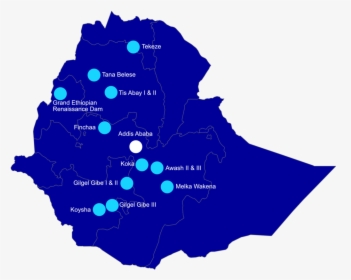 Tekeze
Tana Belese
Tis Abay I & II
Grand Ethiopian
Renaissance Dam
Finchaa
Addis Ababa
Koka
Awash II & III
Gilgel Gibe I & II
Melka Wakena
Gilgel Gibe III
Koysha